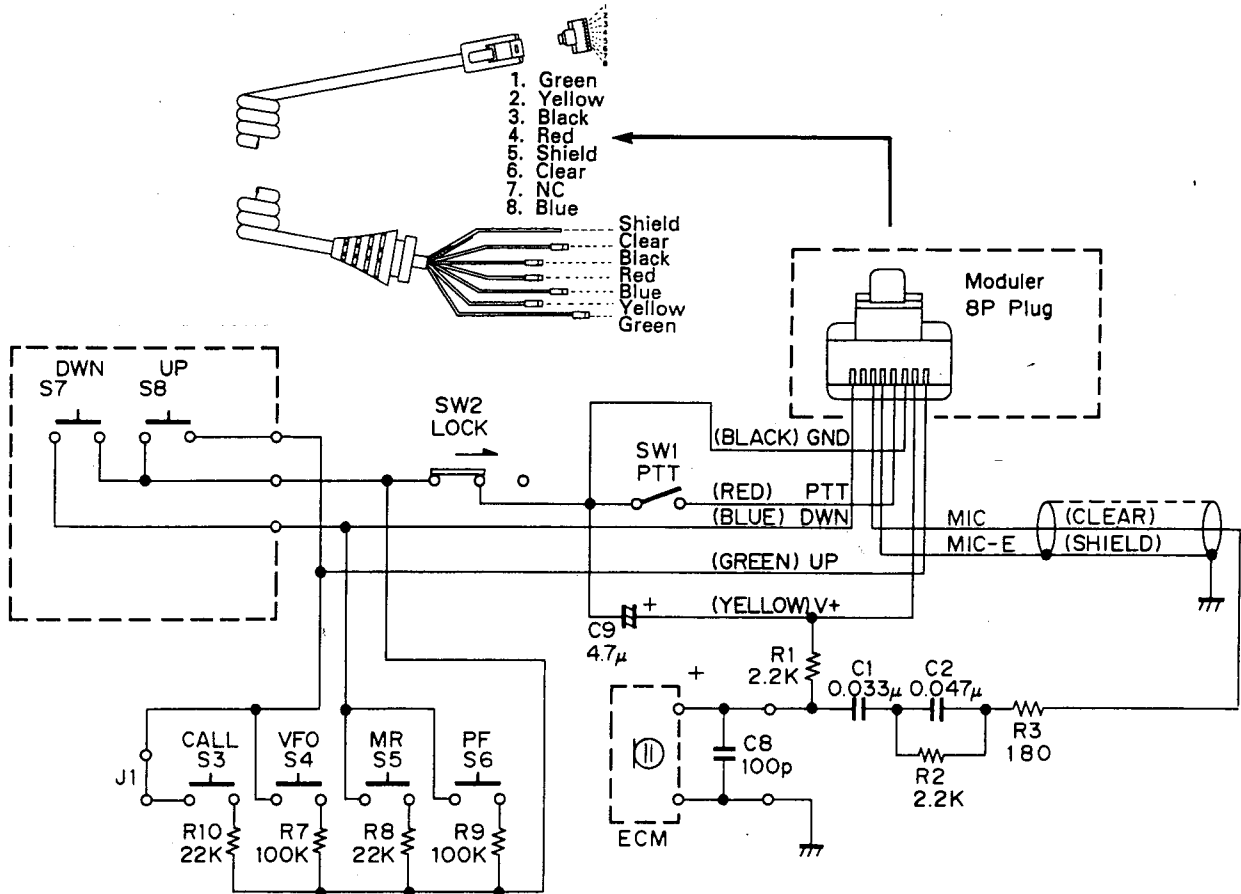 1. Green
2. Yellow
3. Black
4. Red
5. Shield
6. Clear
7. NC
8. Blue
Shield
Clear
Black
Red
Blue
Yellow
Green
Moduler
8P Plug
DWN
S7
UP
S8
SW2
LOCK
SW1
PTT
(BLACK) GND
(RED) PTT
(BLUE) DWN
MIC (CLEAR)
MIC-E (SHIELD)
(GREEN) UP
(YELLOW) V+
+
C9
4.7μ
R1
2.2K
C1
0.033μ
C2
0.047μ
+
C8
100p
R2
2.2K
R3
180
ECM
J1
CALL
S3
VFO
S4
MR
S5
PF
S6
R10
22K
R7
100K
R8
22K
R9
100K